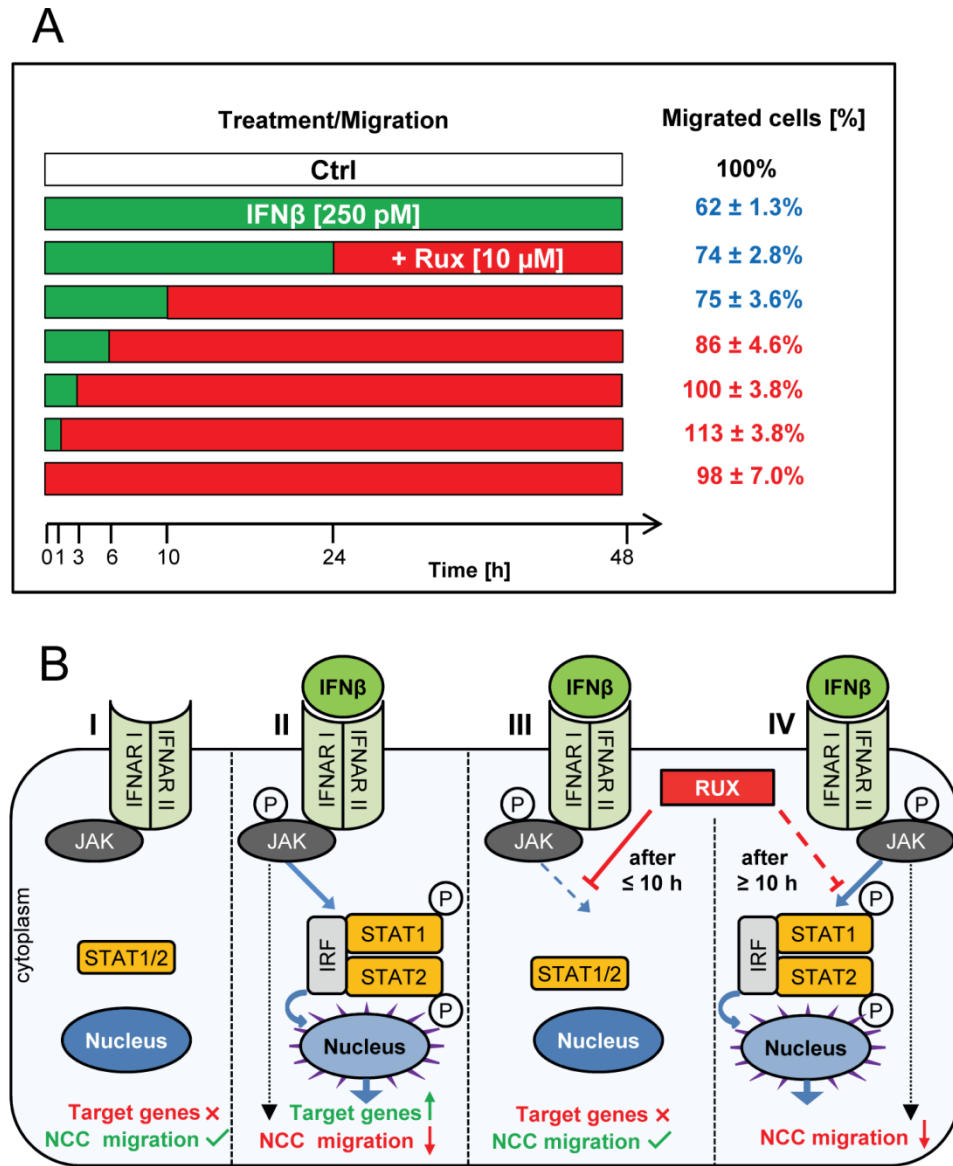 A
Treatment/Migration
Migrated cells [%]
Ctrl
100%
IFNβ [250 pM]
62 ± 1.3%
+ Rux [10 µM]
74 ± 2.8%
75 ± 3.6%
86 ± 4.6%
100 ± 3.8%
113 ± 3.8%
98 ± 7.0%
0 1 3 6 10 24 48
Time [h]
B
I
IFNAR I
IFNAR II
JAK
cytoplasm
STAT1/2
Nucleus
Target genes ×
NCC migration ✓
II
IFNβ
IFNAR I
IFNAR II
P
JAK
IRF
STAT1
STAT2
P
P
Nucleus
Target genes ↑
NCC migration ↓
III
IFNβ
IFNAR I
IFNAR II
P
JAK
RUX
after
≤ 10 h
STAT1/2
Nucleus
Target genes ×
NCC migration ✓
IV
IFNβ
IFNAR I
IFNAR II
P
JAK
after
≥ 10 h
IRF
STAT1
STAT2
P
P
Nucleus
NCC migration ↓